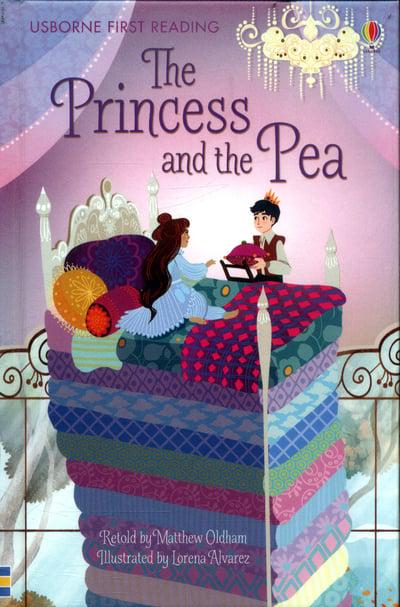 USBORNE FIRST READING
The
Princess
and the Pea
Retold by Matthew Oldham
Illustrated by Lorena Alvarez